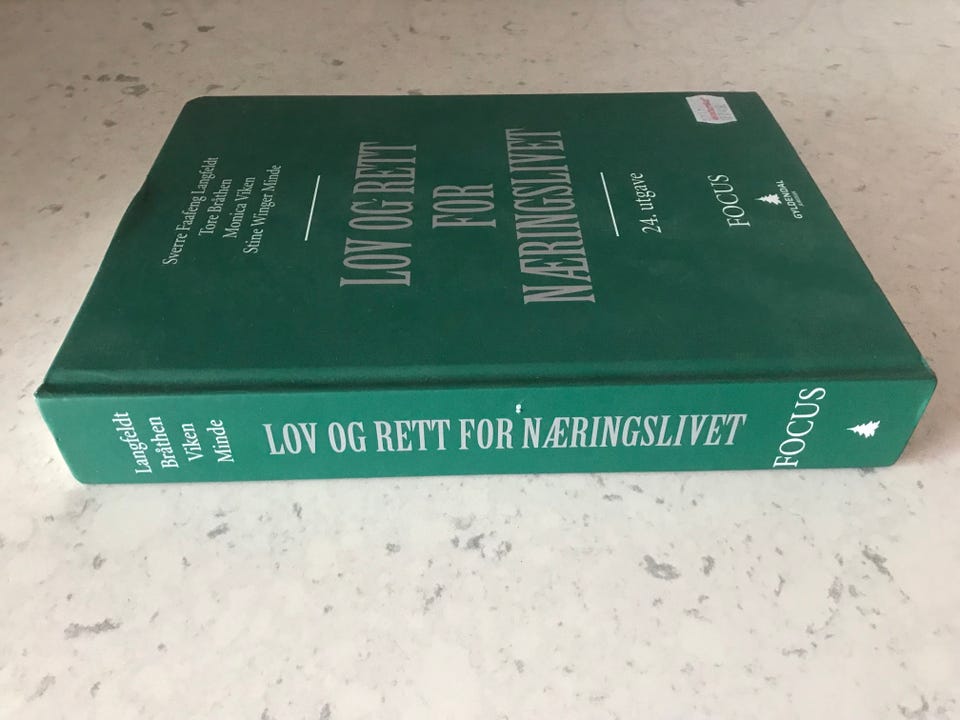 Sverre Faafeng Langfeldt
Tore Bråthen
Monica Viken
Stine Winger Minde
LOV OG RETT
FOR
NÆRINGSLIVET
24. utgave
FOCUS
GYLDENDAL
Langfeldt
Bråthen
Viken
Minde
LOV OG RETT FOR NÆRINGSLIVET
FOCUS